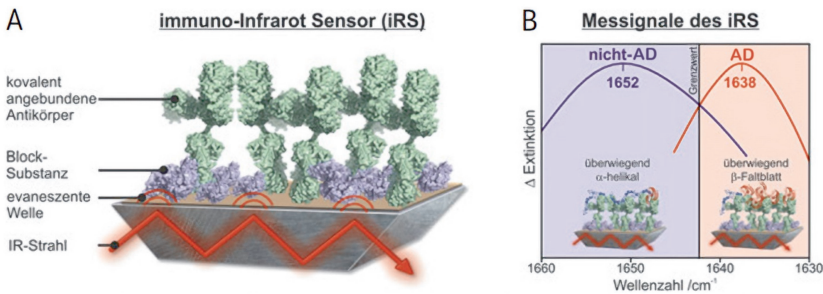 A
immuno-Infrarot Sensor (iRS)
kovalent
angebundene
Antikörper
Block-
Substanz
evaneszente
Welle
IR-Strahl
B
Messignale des iRS
nicht-AD
AD
1652
1638
Grenzwert
Δ Extinktion
überwiegend
α-helikal
überwiegend
β-Faltblatt
1660
1650
1640
1630
Wellenzahl /cm⁻¹